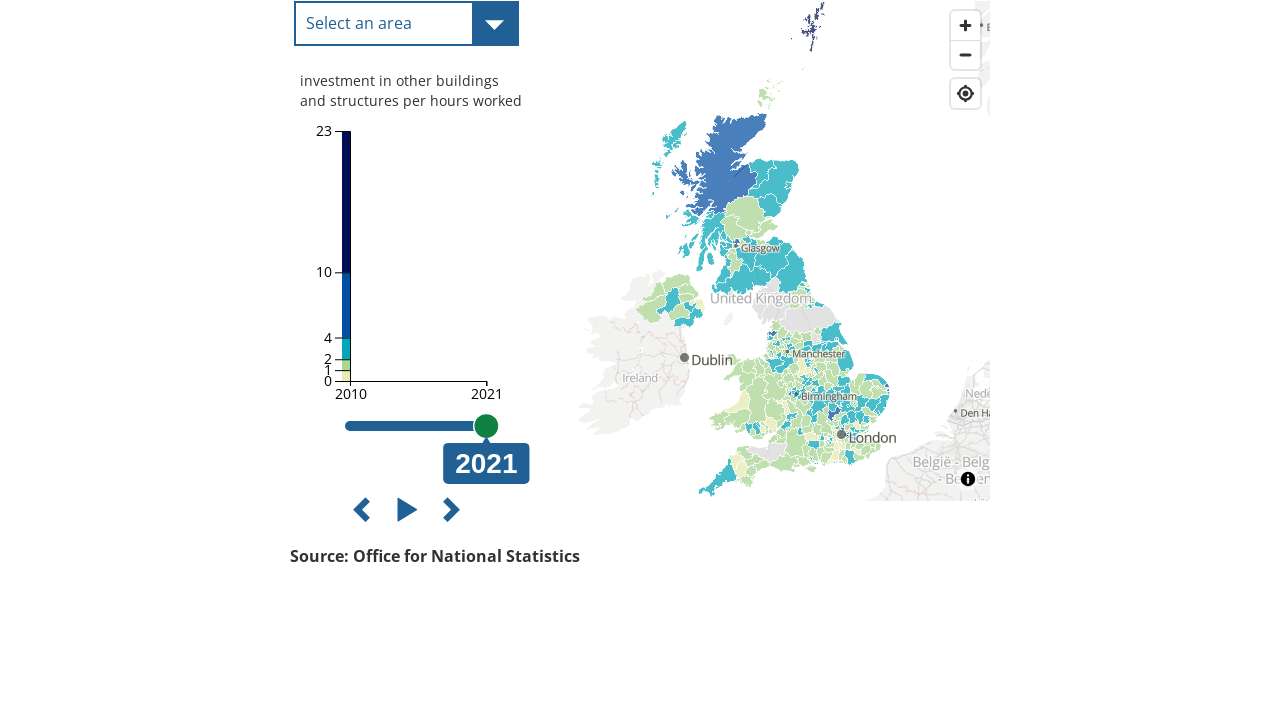 Select an area
investment in other buildings
and structures per hours worked
23
10
4
2
1
0
2010
2021
2021
Source: Office for National Statistics
Glasgow
United Kingdom
Dublin
Manchester
Ireland
Birmingham
London
Nede
Den Ha
België - Belg